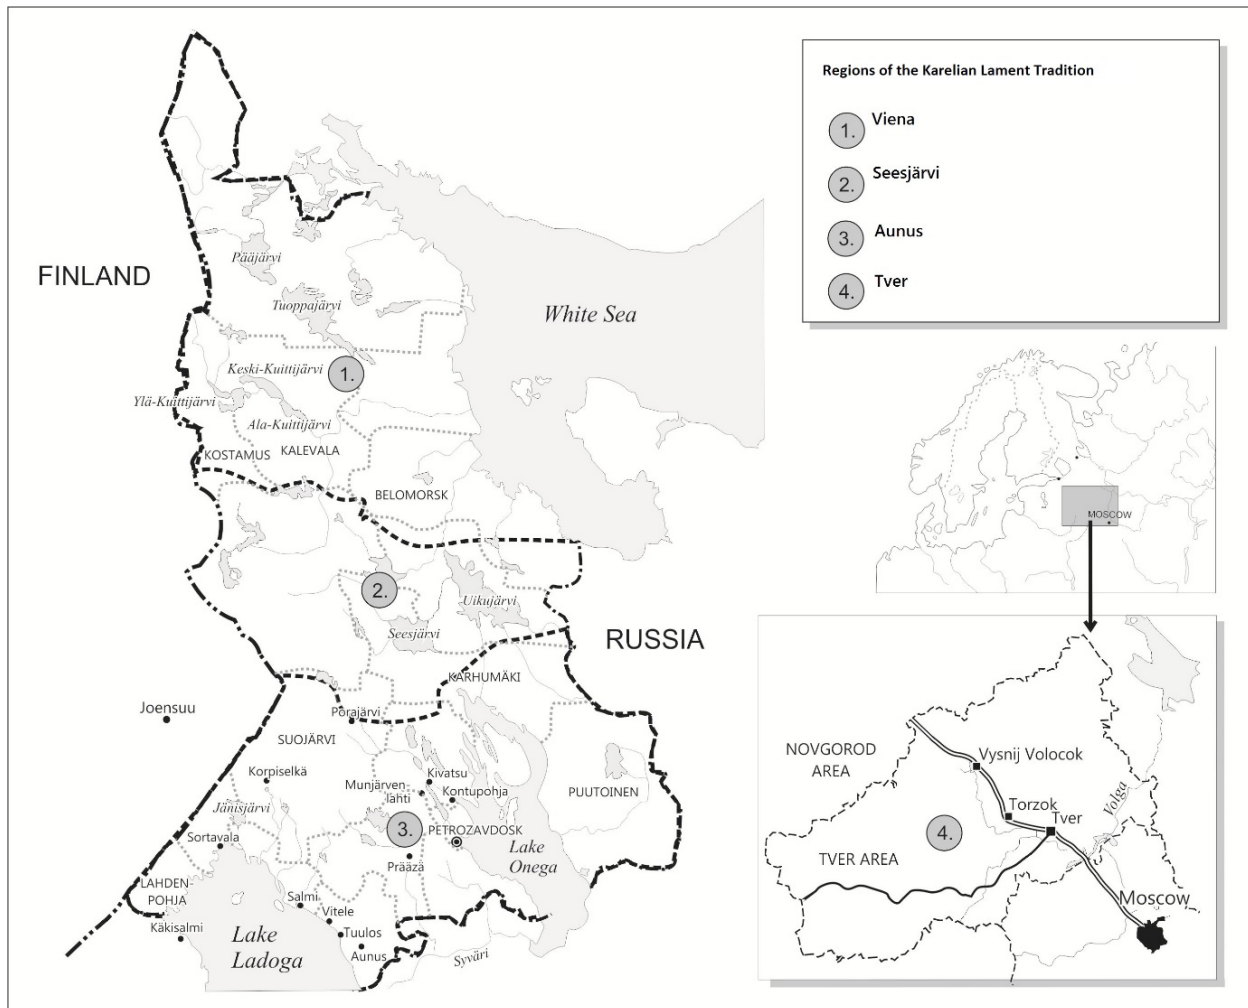 Regions of the Karelian Lament Tradition
1. Viena
2. Seesjärvi
3. Aunus
4. Tver
FINLAND
RUSSIA
White Sea
Pääjärvi
Tuoppajärvi
Keski-Kuittijärvi
1.
Ylä-Kuittijärvi
Ala-Kuittijärvi
KOSTAMUS
KALEVALA
BELOMORSK
2.
Uikujärvi
Seesjärvi
KARHUMÄKI
Joensuu
Porajärvi
SUOJÄRVI
Korpiselkä
Munjärven-
lahti
Kivatsu
Kontupohja
PUUTOINEN
Jänisjärvi
3.
PETROZAVDOSK
Sortavala
Prääzä
Lake
Onega
LAHDEN-
POHJA
Käkisalmi
Salmi
Vitele
Tuulos
Aunus
Lake
Ladoga
Syväri
MOSCOW
NOVGOROD
AREA
Vysnij Volocok
Torzok
Tver
Volga
4.
TVER AREA
Moscow